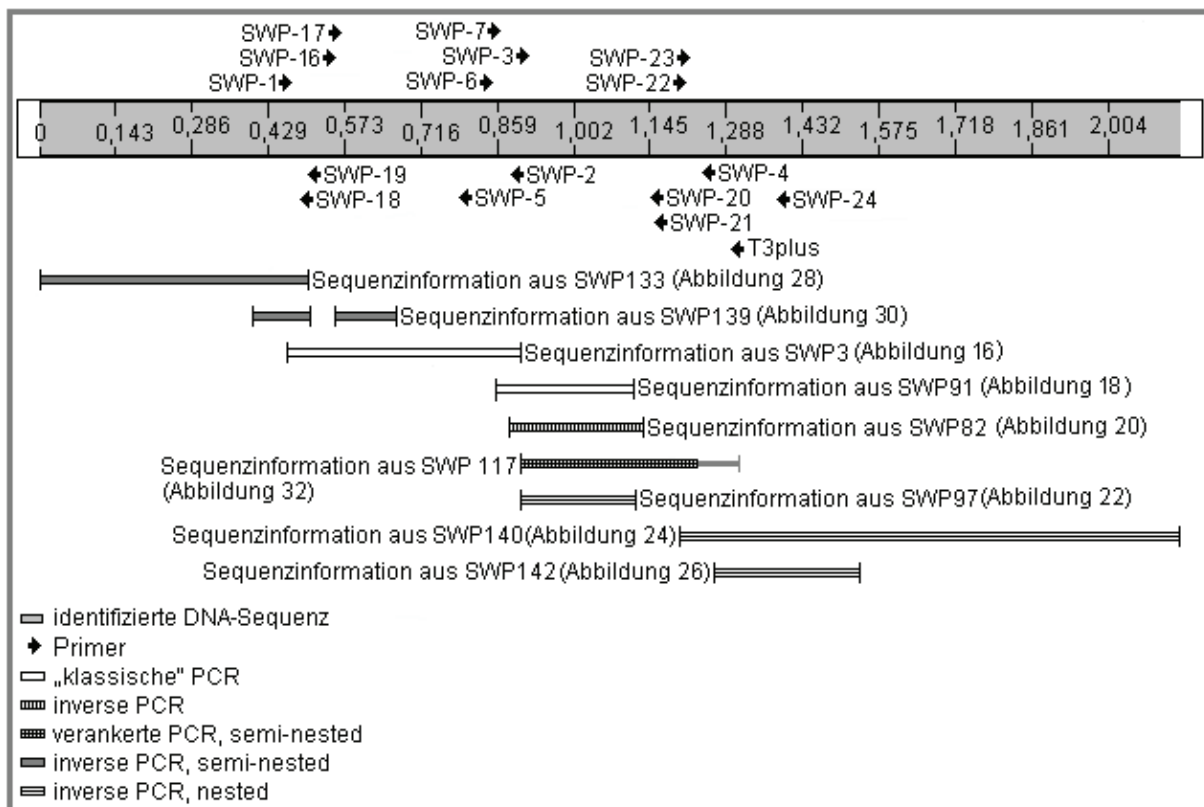 SWP-17 SWP-7
SWP-16 SWP-3 SWP-23
SWP-1 SWP-6 SWP-22
0 0,143 0,286 0,429 0,573 0,716 0,859 1,002 1,145 1,288 1,432 1,575 1,718 1,861 2,004
SWP-19 SWP-2 SWP-4
SWP-18 SWP-5 SWP-20 SWP-24
SWP-21
T3plus
Sequenzinformation aus SWP133 (Abbildung 28)
Sequenzinformation aus SWP139 (Abbildung 30)
Sequenzinformation aus SWP3 (Abbildung 16)
Sequenzinformation aus SWP91 (Abbildung 18)
Sequenzinformation aus SWP82 (Abbildung 20)
Sequenzinformation aus SWP 117
(Abbildung 32)
Sequenzinformation aus SWP97(Abbildung 22)
Sequenzinformation aus SWP140(Abbildung 24)
Sequenzinformation aus SWP142(Abbildung 26)
identifizierte DNA-Sequenz
Primer
„klassische" PCR
inverse PCR
verankerte PCR, semi-nested
inverse PCR, semi-nested
inverse PCR, nested